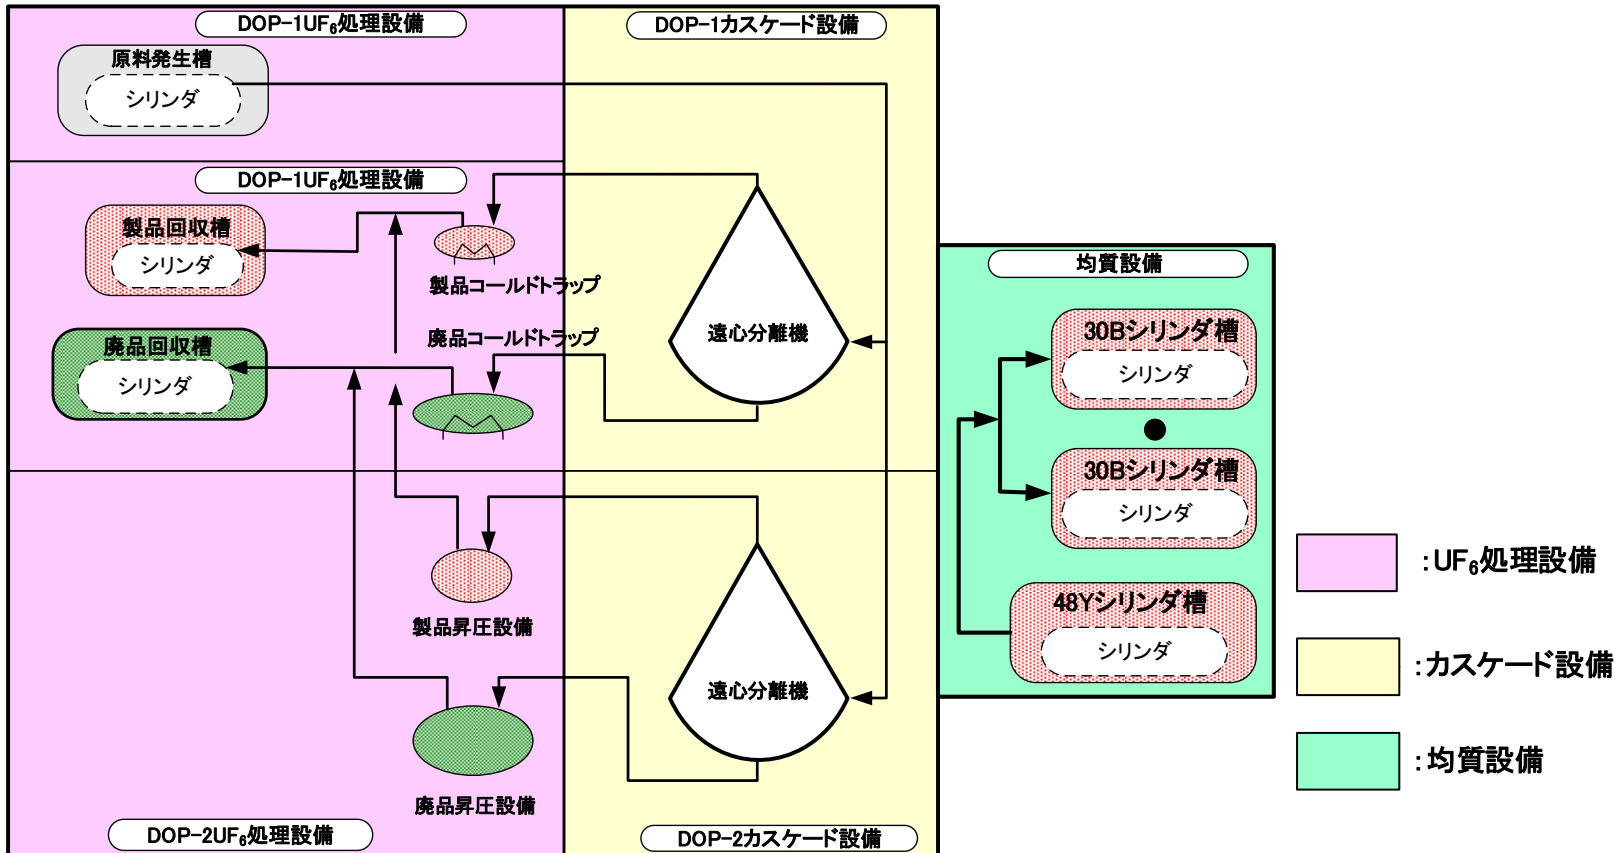 DOP-1UF₆処理設備
DOP-1カスケード設備
原料発生槽
シリンダ
DOP-1UF₆処理設備
製品回収槽
シリンダ
製品コールドトラップ
廃品コールドトラップ
廃品回収槽
シリンダ
遠心分離機
均質設備
30Bシリンダ槽
シリンダ
30Bシリンダ槽
シリンダ
48Yシリンダ槽
シリンダ
製品昇圧設備
遠心分離機
廃品昇圧設備
DOP-2UF₆処理設備
DOP-2カスケード設備
:UF₆処理設備
:カスケード設備
:均質設備